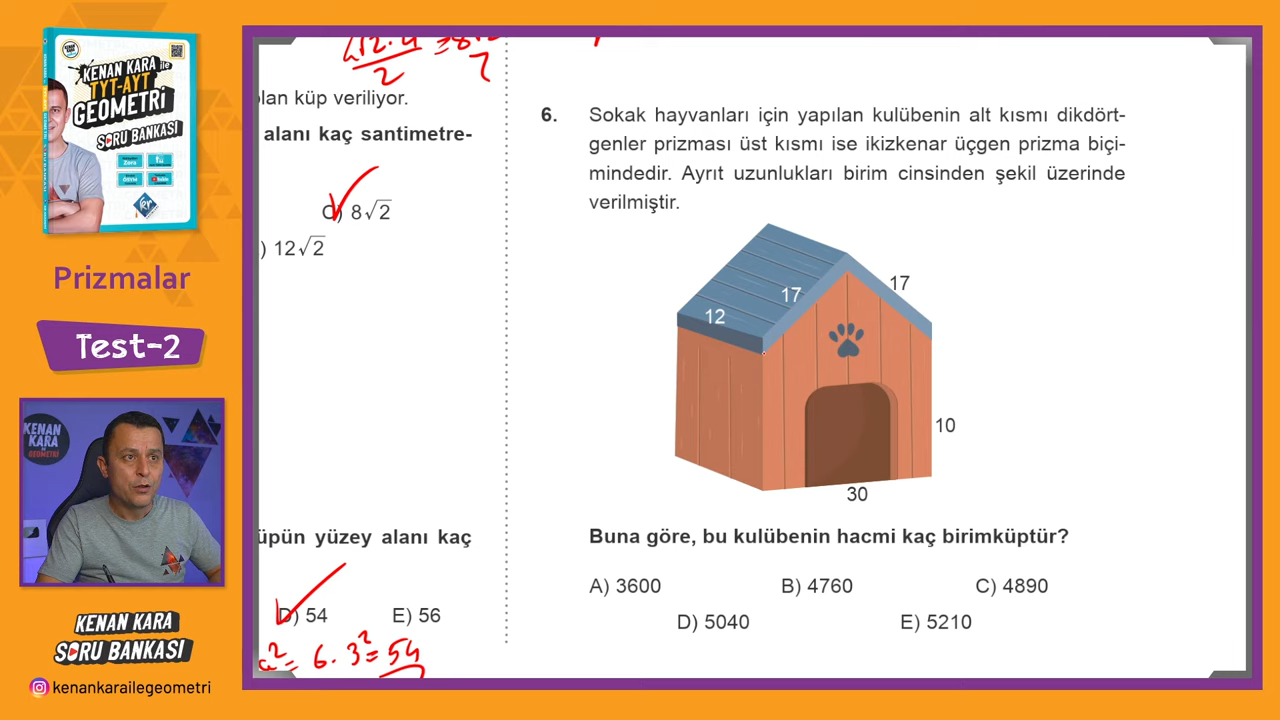 KENAN KARA ile
TYT-AYT
GEOMETRİ
SORU BANKASI
Prizmalar
Test-2
KENAN
KARA
GEOMETRİ
KENAN KARA
SORU BANKASI
kenankarailegeometri
olan küp veriliyor.
alanı kaç santimetre-
C) 8√2
) 12√2
üpün yüzey alanı kaç
D) 54 E) 56
6 · 3² = 54
6. Sokak hayvanları için yapılan kulübenin alt kısmı dikdört-
genler prizması üst kısmı ise ikizkenar üçgen prizma biçi-
mindedir. Ayrıt uzunlukları birim cinsinden şekil üzerinde
verilmiştir.
17
17
12
10
30
Buna göre, bu kulübenin hacmi kaç birimküptür?
A) 3600 B) 4760 C) 4890
D) 5040 E) 5210